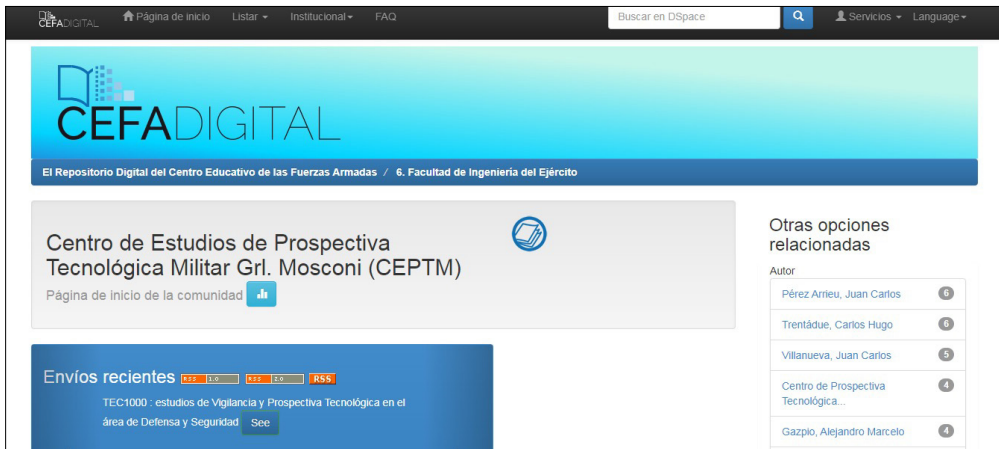 CEFADIGITAL Página de inicio Listar Institucional FAQ Buscar en DSpace Servicios Language
CEFADIGITAL
El Repositorio Digital del Centro Educativo de las Fuerzas Armadas / 6. Facultad de Ingeniería del Ejército
Centro de Estudios de Prospectiva
Tecnológica Militar Grl. Mosconi (CEPTM)
Página de inicio de la comunidad
Envíos recientes RSS 1.0 RSS 2.0 RSS
TEC1000 : estudios de Vigilancia y Prospectiva Tecnológica en el
área de Defensa y Seguridad See
Otras opciones
relacionadas
Autor
Pérez Arrieu, Juan Carlos 6
Trentádue, Carlos Hugo 6
Villanueva, Juan Carlos 5
Centro de Prospectiva 4
Tecnológica...
Gazpio, Alejandro Marcelo 4